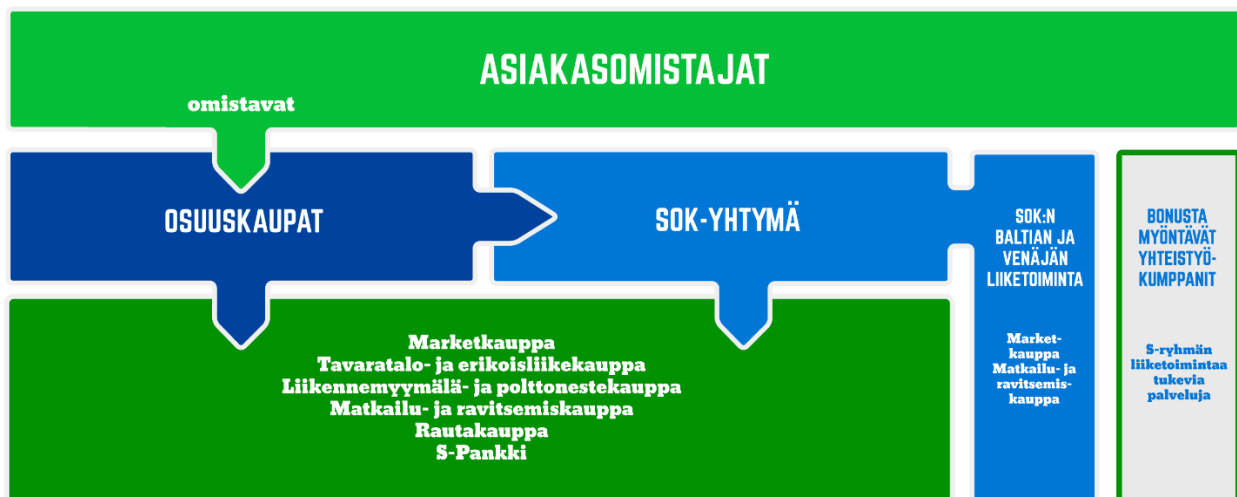 ASIAKASOMISTAJAT
omistavat
OSUUSKAUPAT
SOK-YHTYMÄ
SOK:N
BALTIAN JA
VENÄJÄN
LIIKETOIMINTA
BONUSTA
MYÖNTÄVÄT
YHTEISTYÖ-
KUMPPANIT
Marketkauppa
Tavaratalo- ja erikoisliikekauppa
Liikennemyymälä- ja polttonestekauppa
Matkailu- ja ravitsemiskauppa
Rautakauppa
S-Pankki
Market-
kauppa
Matkailu- ja
ravitsemis-
kauppa
S-ryhmän
liiketoimintaa
tukevia
palveluja